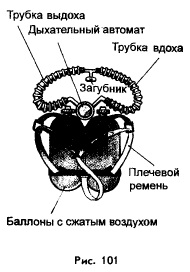 Трубка выдоха
Дыхательный автомат
Трубка вдоха
Загубник
Плечевой
ремень
Баллоны с сжатым воздухом
Рис. 101